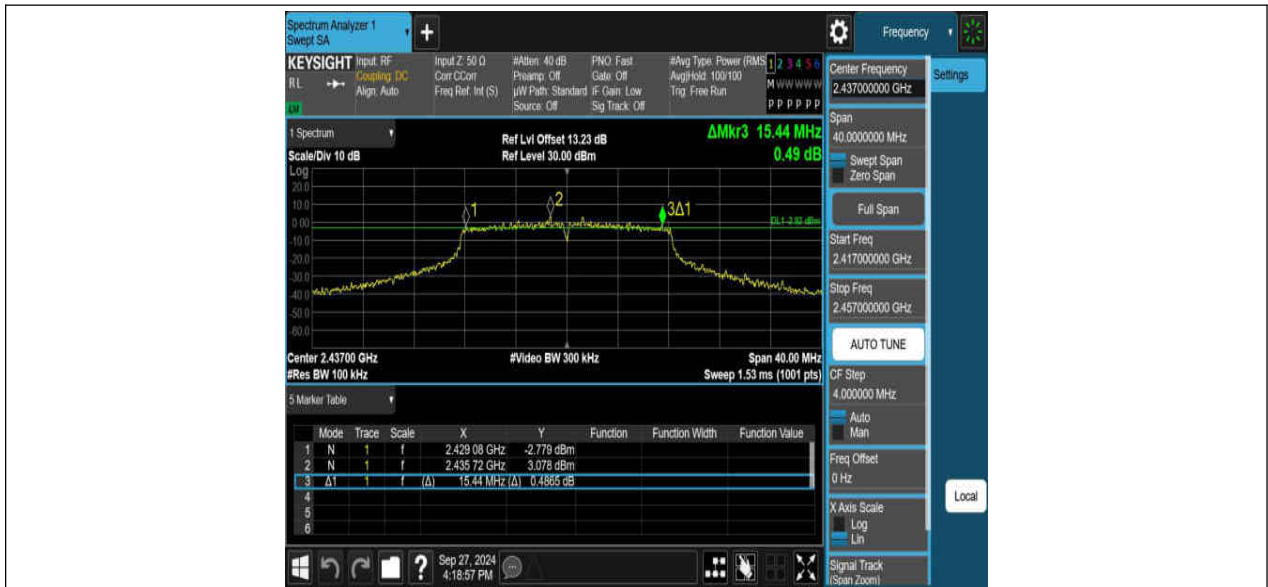 Spectrum Analyzer 1
Swept SA
+
Frequency
KEYSIGHT
RL
Input: RF
Coupling: DC
Align: Auto
Input Z: 50 Ω
Corr CCorr
Freq Ref: Int (S)
#Atten: 40 dB
Preamp: Off
µW Path: Standard
Source: Off
PNO: Fast
Gate: Off
IF Gain: Low
Sig Track: Off
#Avg Type: Power (RMS
Avg|Hold: 100/100
Trig: Free Run
1 2 3 4 5 6
M W W W W W
P P P P P P
1 Spectrum
Scale/Div 10 dB
Ref Lvl Offset 13.23 dB
Ref Level 30.00 dBm
ΔMkr3 15.44 MHz
0.49 dB
Log
20.0
10.0
0.00
-10.0
-20.0
-30.0
-40.0
-50.0
-60.0
1
2
3Δ1
DL1 -2.92 dBm
Center 2.43700 GHz
#Res BW 100 kHz
#Video BW 300 kHz
Span 40.00 MHz
Sweep 1.53 ms (1001 pts)
5 Marker Table
Mode Trace Scale X Y Function Function Width Function Value
1 N 1 f 2.429 08 GHz -2.779 dBm
2 N 1 f 2.435 72 GHz 3.078 dBm
3 Δ1 1 f (Δ) 15.44 MHz (Δ) 0.4865 dB
4
5
6
?
Sep 27, 2024
4:18:57 PM
Center Frequency
2.437000000 GHz
Settings
Span
40.0000000 MHz
Swept Span
Zero Span
Full Span
Start Freq
2.417000000 GHz
Stop Freq
2.457000000 GHz
AUTO TUNE
CF Step
4.000000 MHz
Auto
Man
Freq Offset
0 Hz
X Axis Scale
Log
Lin
Local
Signal Track
(Span Zoom)